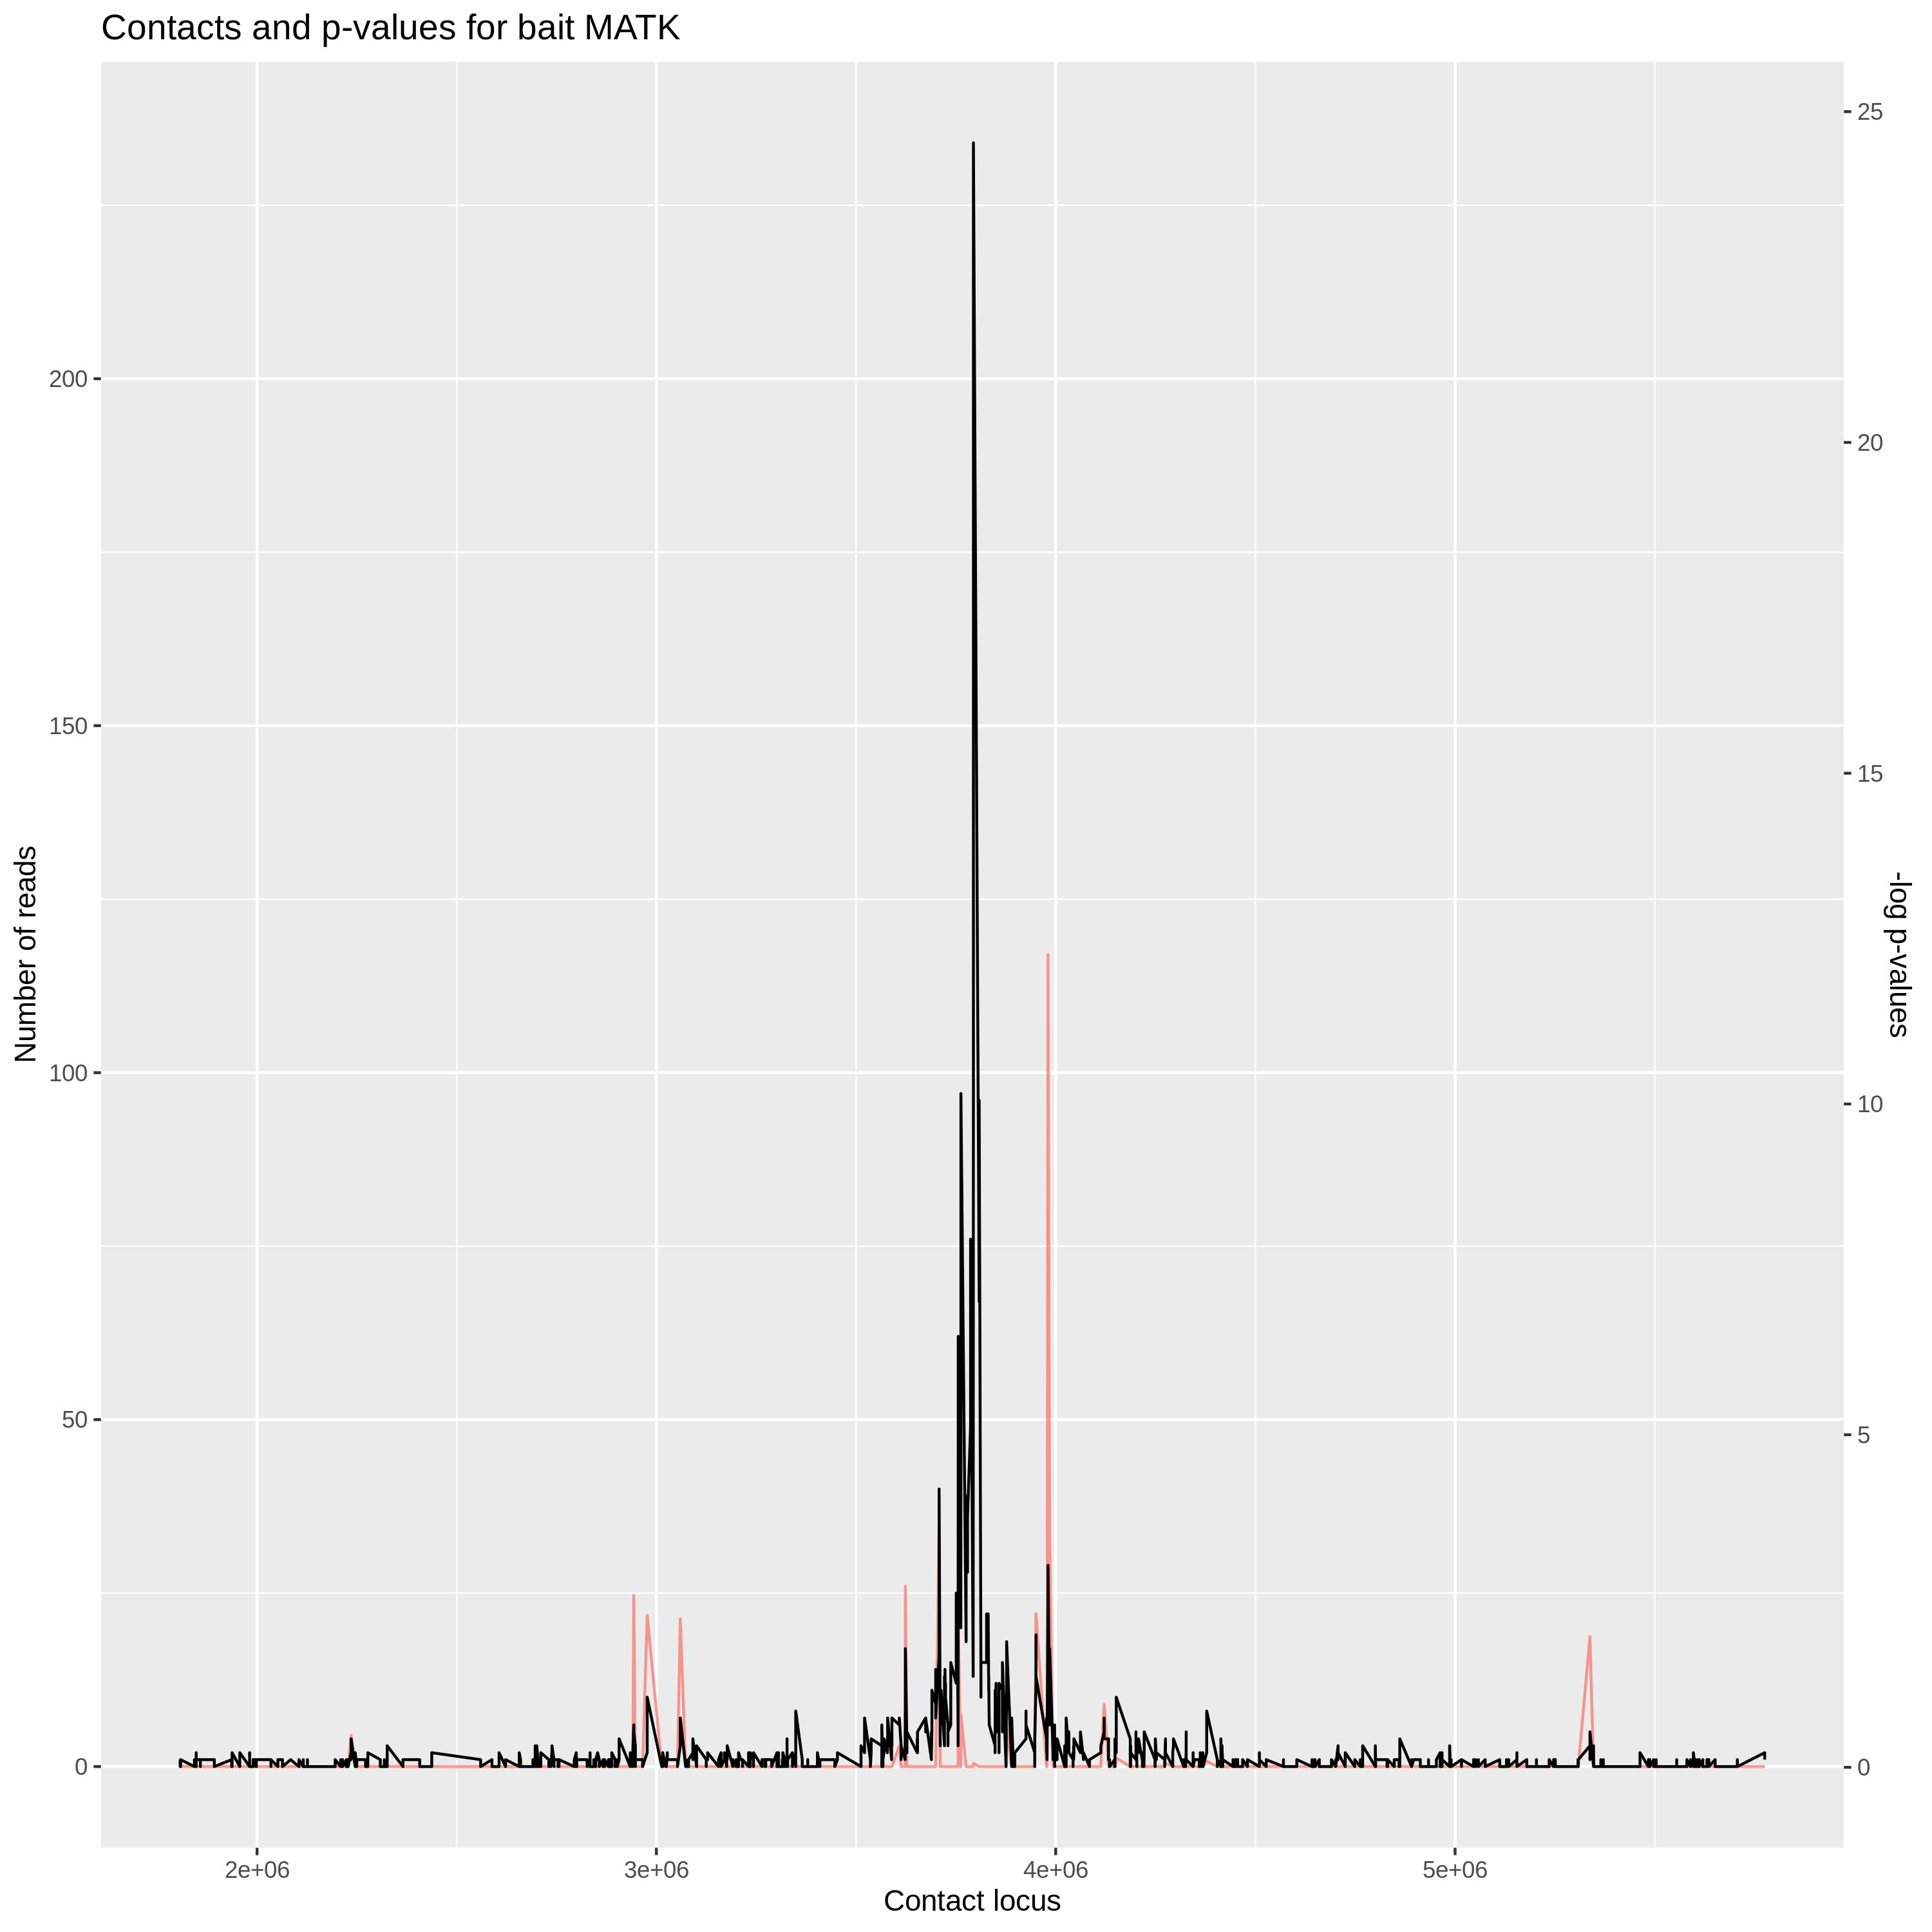 Contacts and p-values for bait MATK
Number of reads
200
150
100
50
0
25
20
15
10
5
0
-log p-values
2e+06 3e+06 4e+06 5e+06
Contact locus